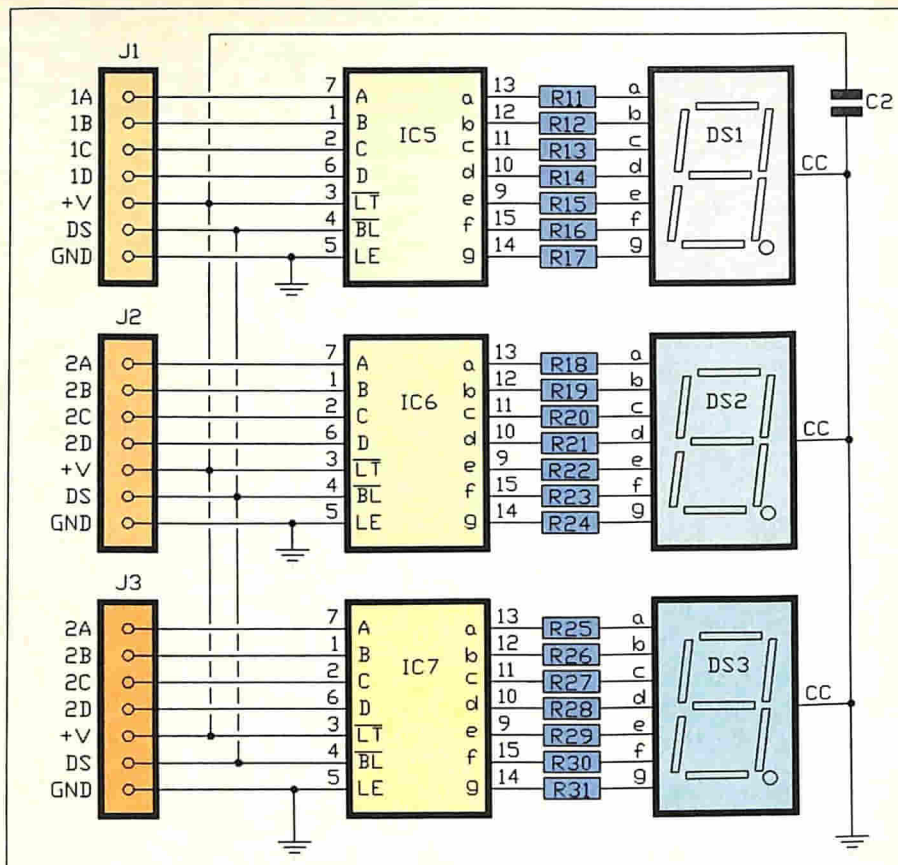 J1
1A 7 A IC5 a 13 R11 a
1B 1 B b 12 R12 b
1C 2 C c 11 R13 c
1D 6 D d 10 R14 d
+V 3 LT e 9 R15 e
DS 4 BL f 15 R16 f
GND 5 LE g 14 R17 g
DS1
CC
C2
J2
2A 7 A IC6 a 13 R18 a
2B 1 B b 12 R19 b
2C 2 C c 11 R20 c
2D 6 D d 10 R21 d
+V 3 LT e 9 R22 e
DS 4 BL f 15 R23 f
GND 5 LE g 14 R24 g
DS2
CC
J3
2A 7 A IC7 a 13 R25 a
2B 1 B b 12 R26 b
2C 2 C c 11 R27 c
2D 6 D d 10 R28 d
+V 3 LT e 9 R29 e
DS 4 BL f 15 R30 f
GND 5 LE g 14 R31 g
DS3
CC